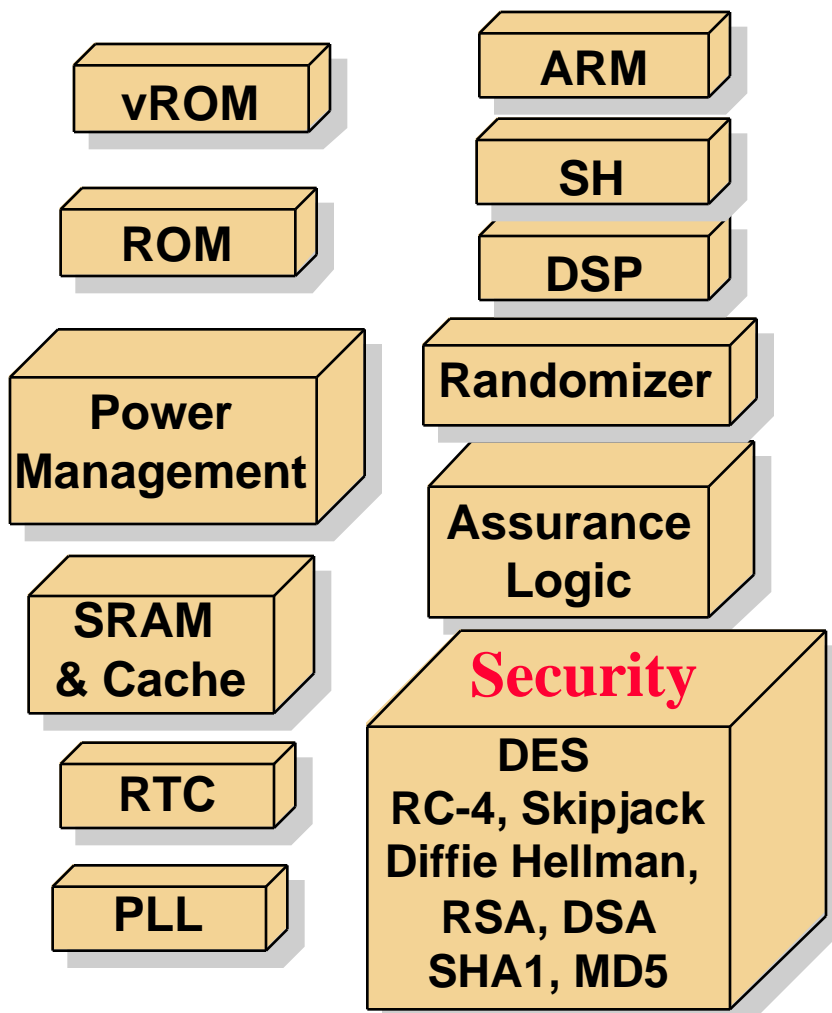 vROM
ROM
Power
Management
SRAM
& Cache
RTC
PLL
ARM
SH
DSP
Randomizer
Assurance
Logic
Security
DES
RC-4, Skipjack
Diffie Hellman,
RSA, DSA
SHA1, MD5